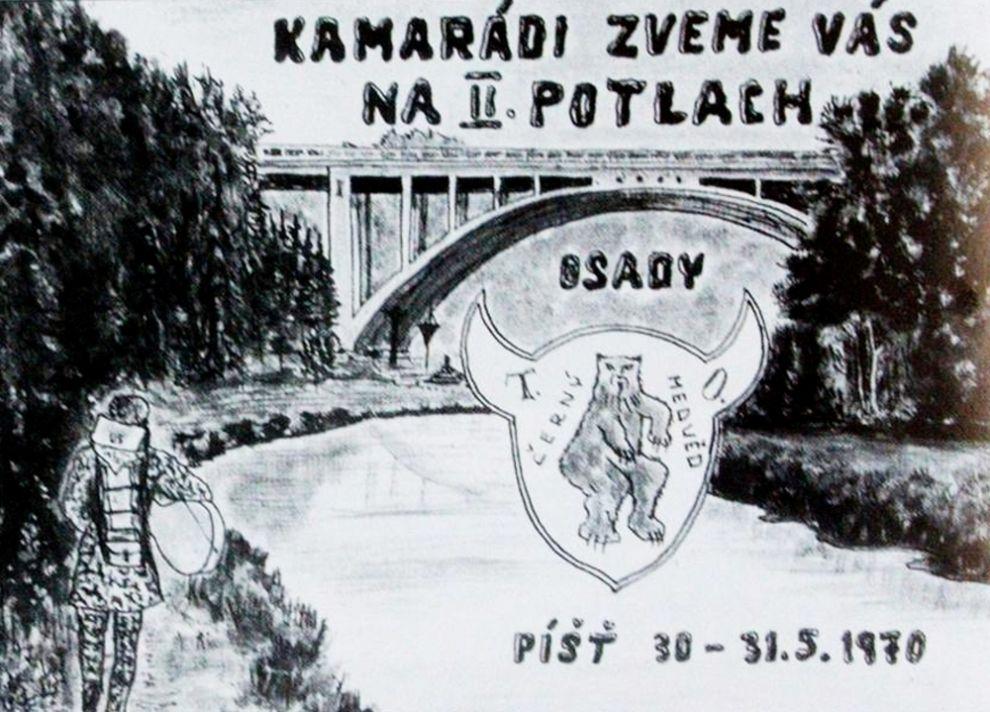 KAMARÁDI ZVEME VÁS
NA II. POTLACH
OSADY
T. O.
ČERNÝ MEDVĚD
PÍŠŤ 30 - 31.5.1970